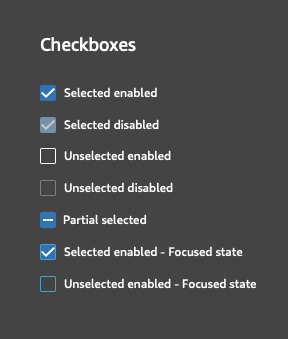 Checkboxes
Selected enabled
Selected disabled
Unselected enabled
Unselected disabled
Partial selected
Selected enabled - Focused state
Unselected enabled - Focused state